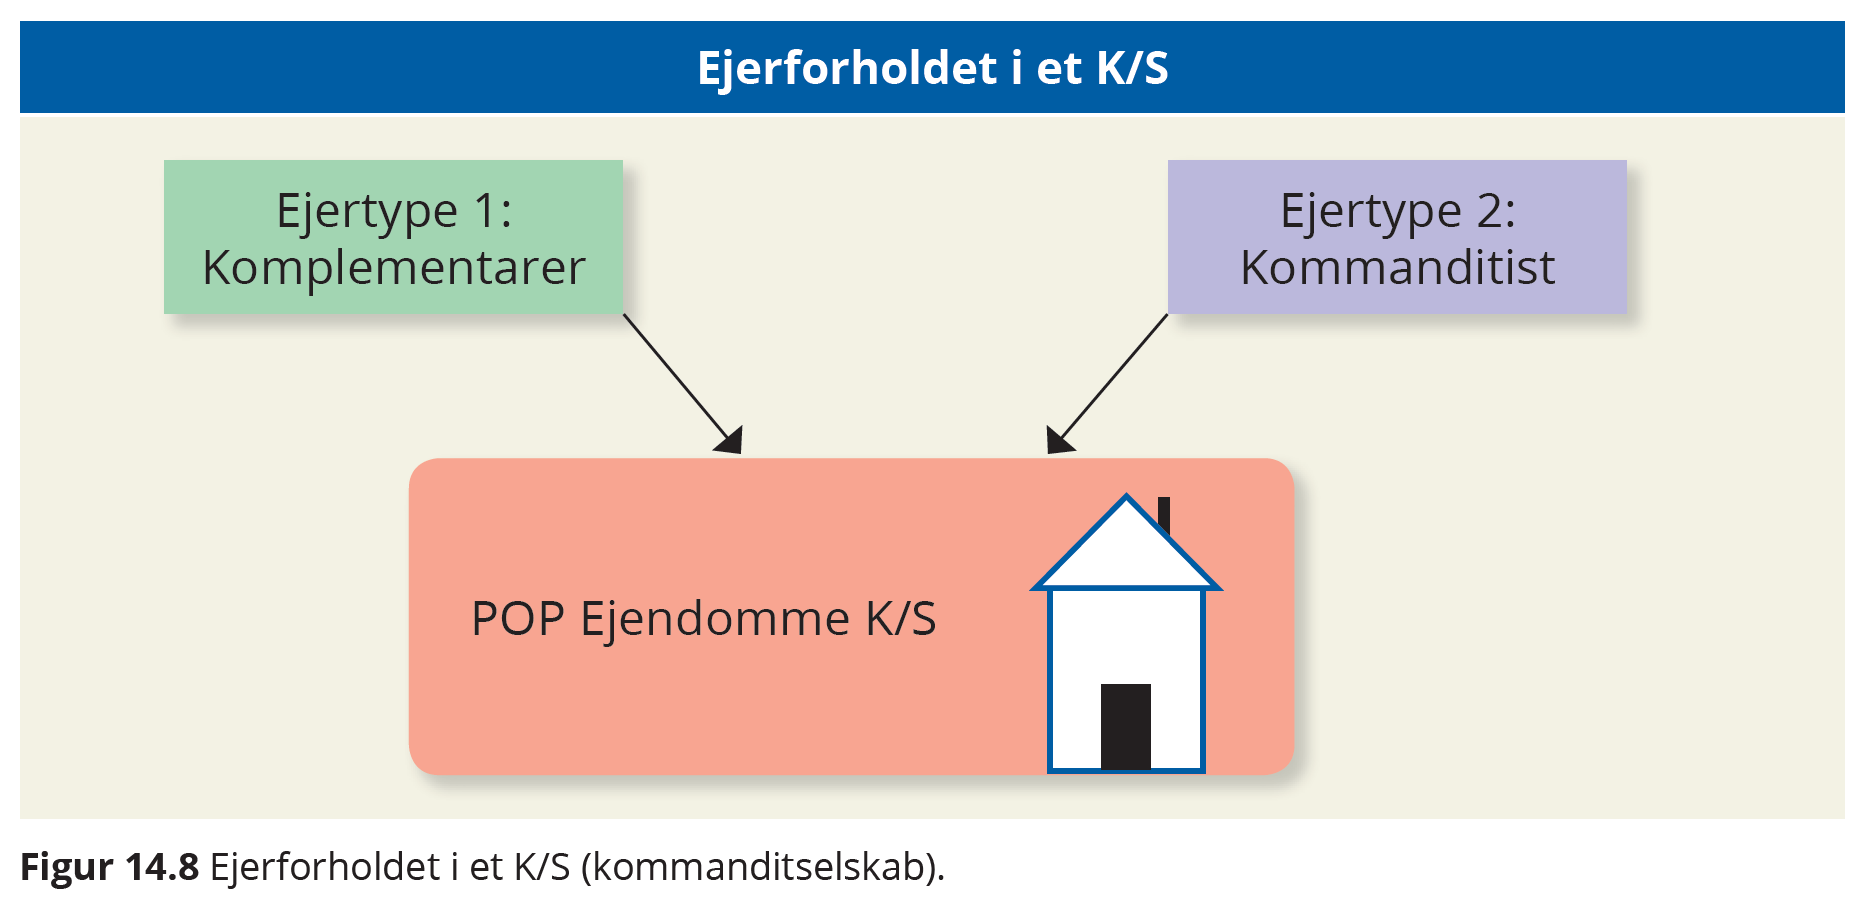 Ejerforholdet i et K/S
Ejertype 1:
Komplementarer
Ejertype 2:
Kommanditist
POP Ejendomme K/S
Figur 14.8 Ejerforholdet i et K/S (kommanditselskab).